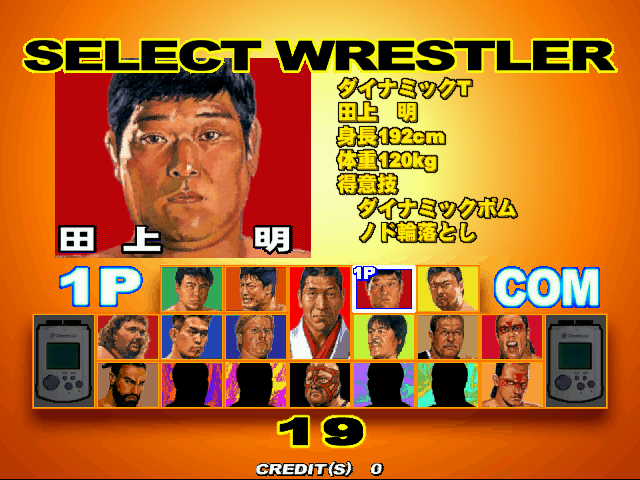 SELECT WRESTLER
ダイナミックT
田上　明
身長192cm
体重120kg
得意技
ダイナミックボム
ノド輪落とし
田 上　明
1P
1P
COM
19
CREDIT(S) 0